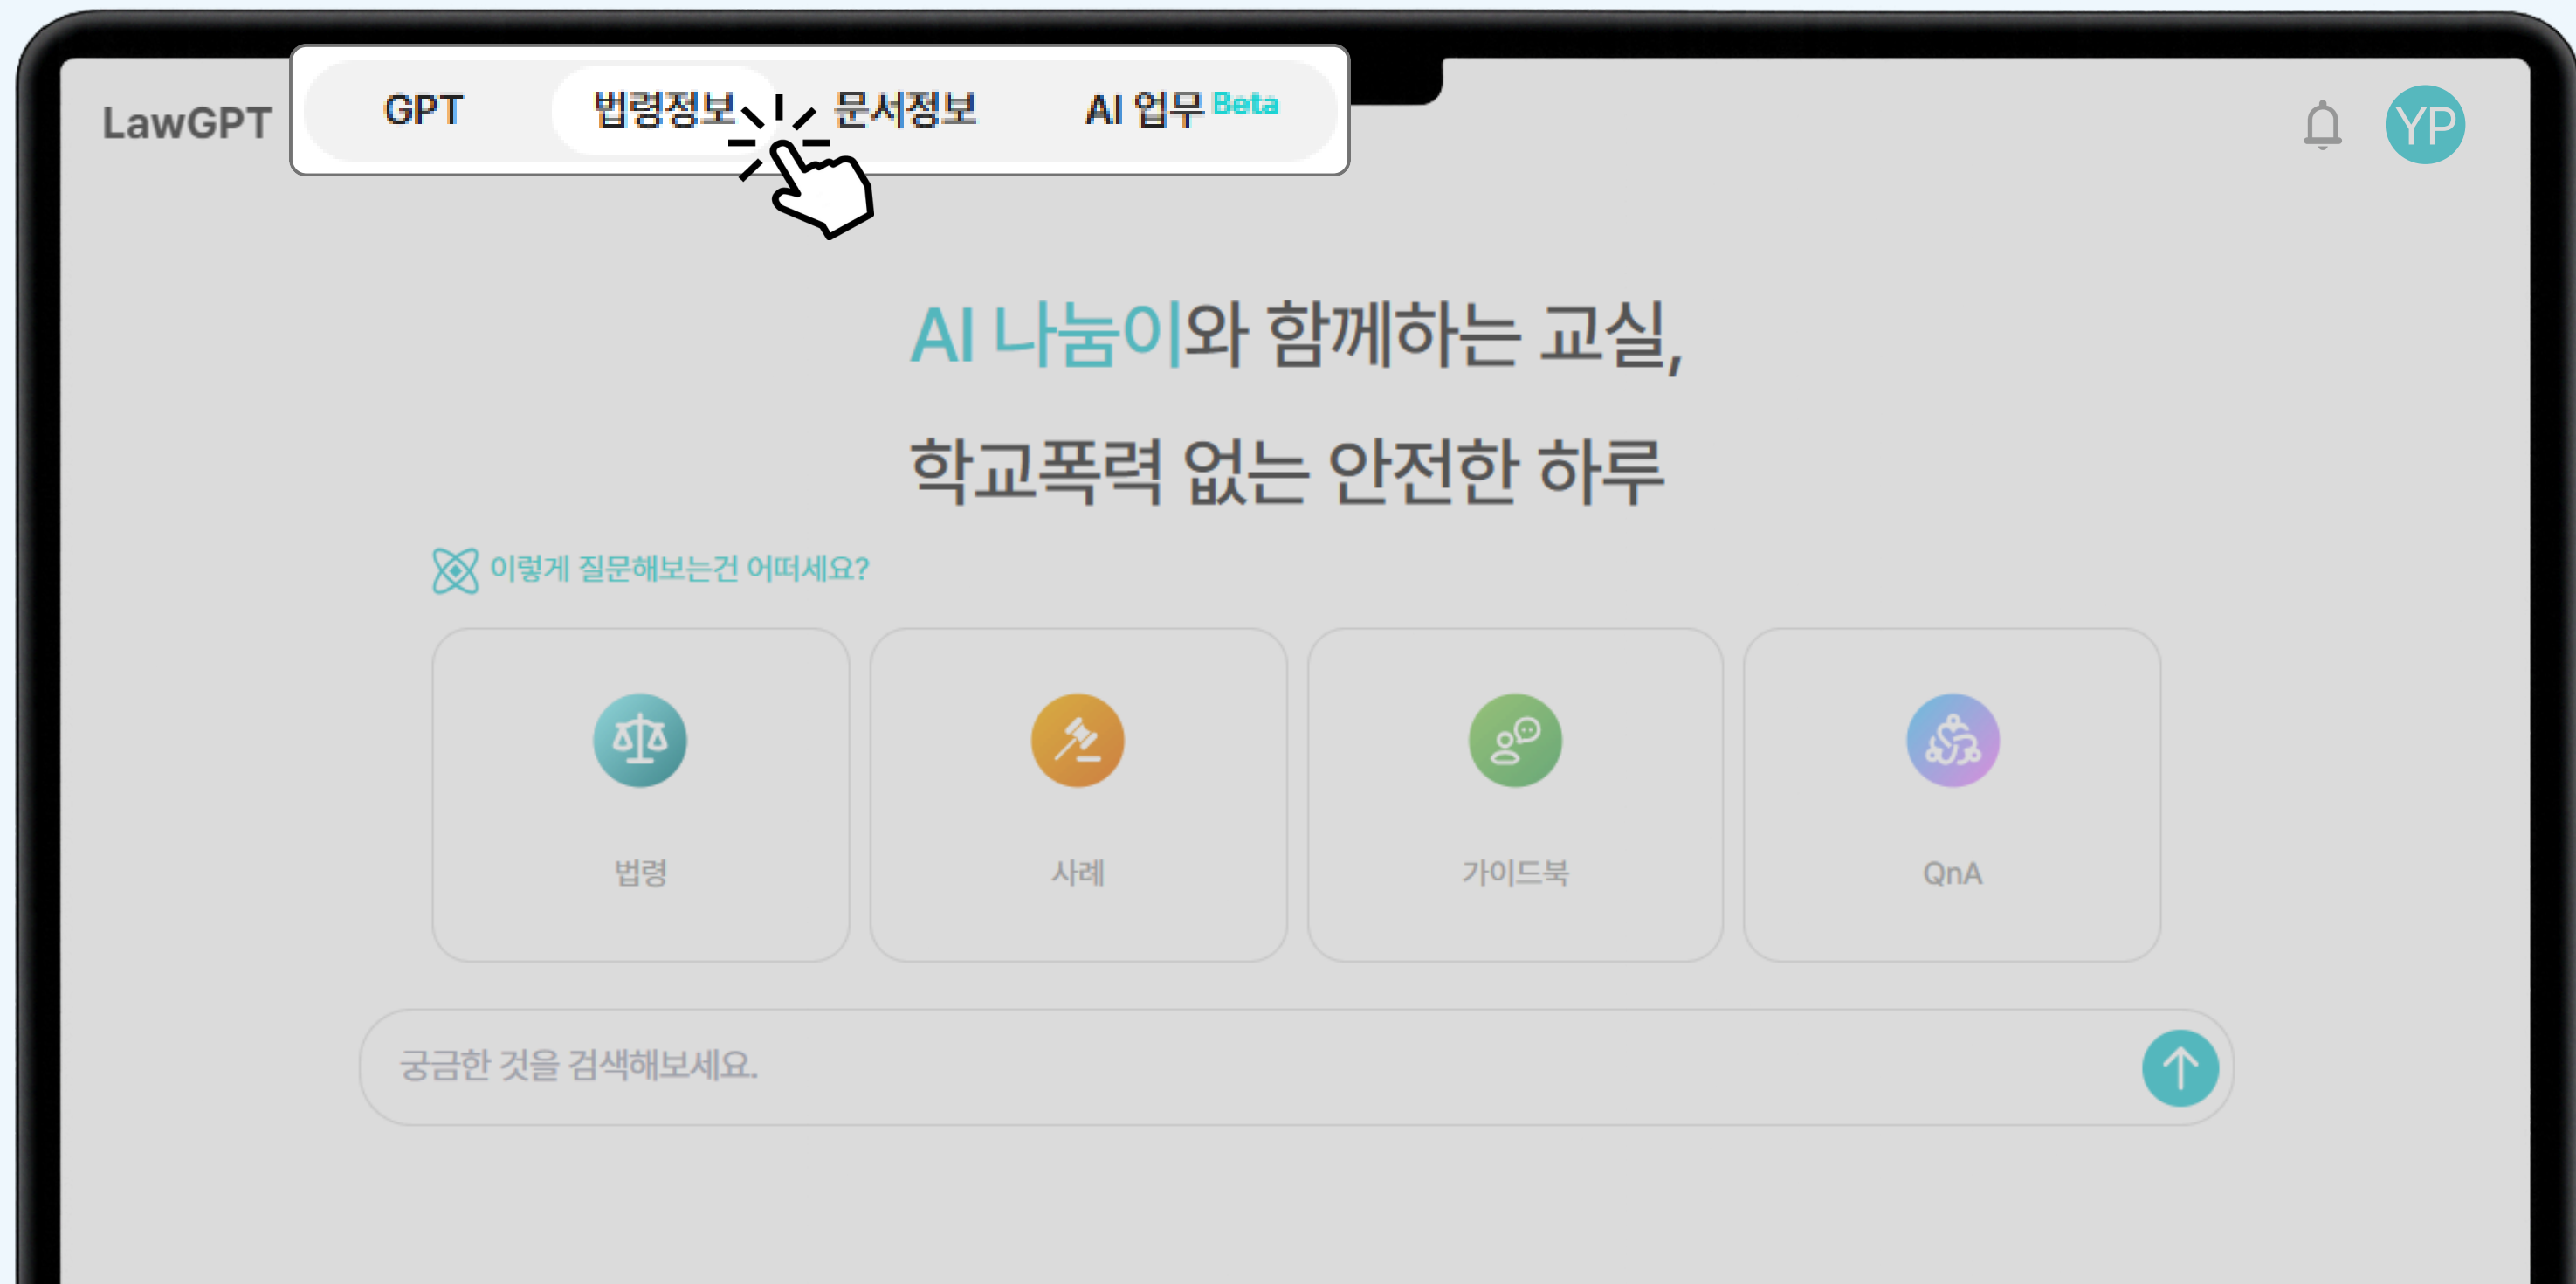 LawGPT
GPT 법령정보 문서정보 AI 업무 Beta
YP
AI 나눔이와 함께하는 교실,
학교폭력 없는 안전한 하루
이렇게 질문해보는건 어떠세요?
법령 사례 가이드북 QnA
궁금한 것을 검색해보세요.